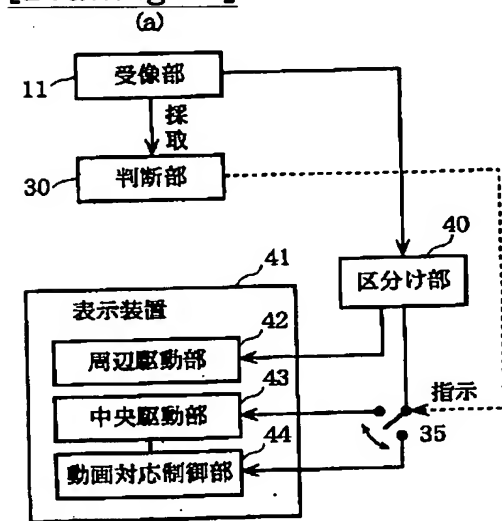 (a)
11
受像部
採取
30
判断部
40
区分け部
41
表示装置
42
周辺駆動部
43
中央駆動部
指示
35
44
動画対応制御部